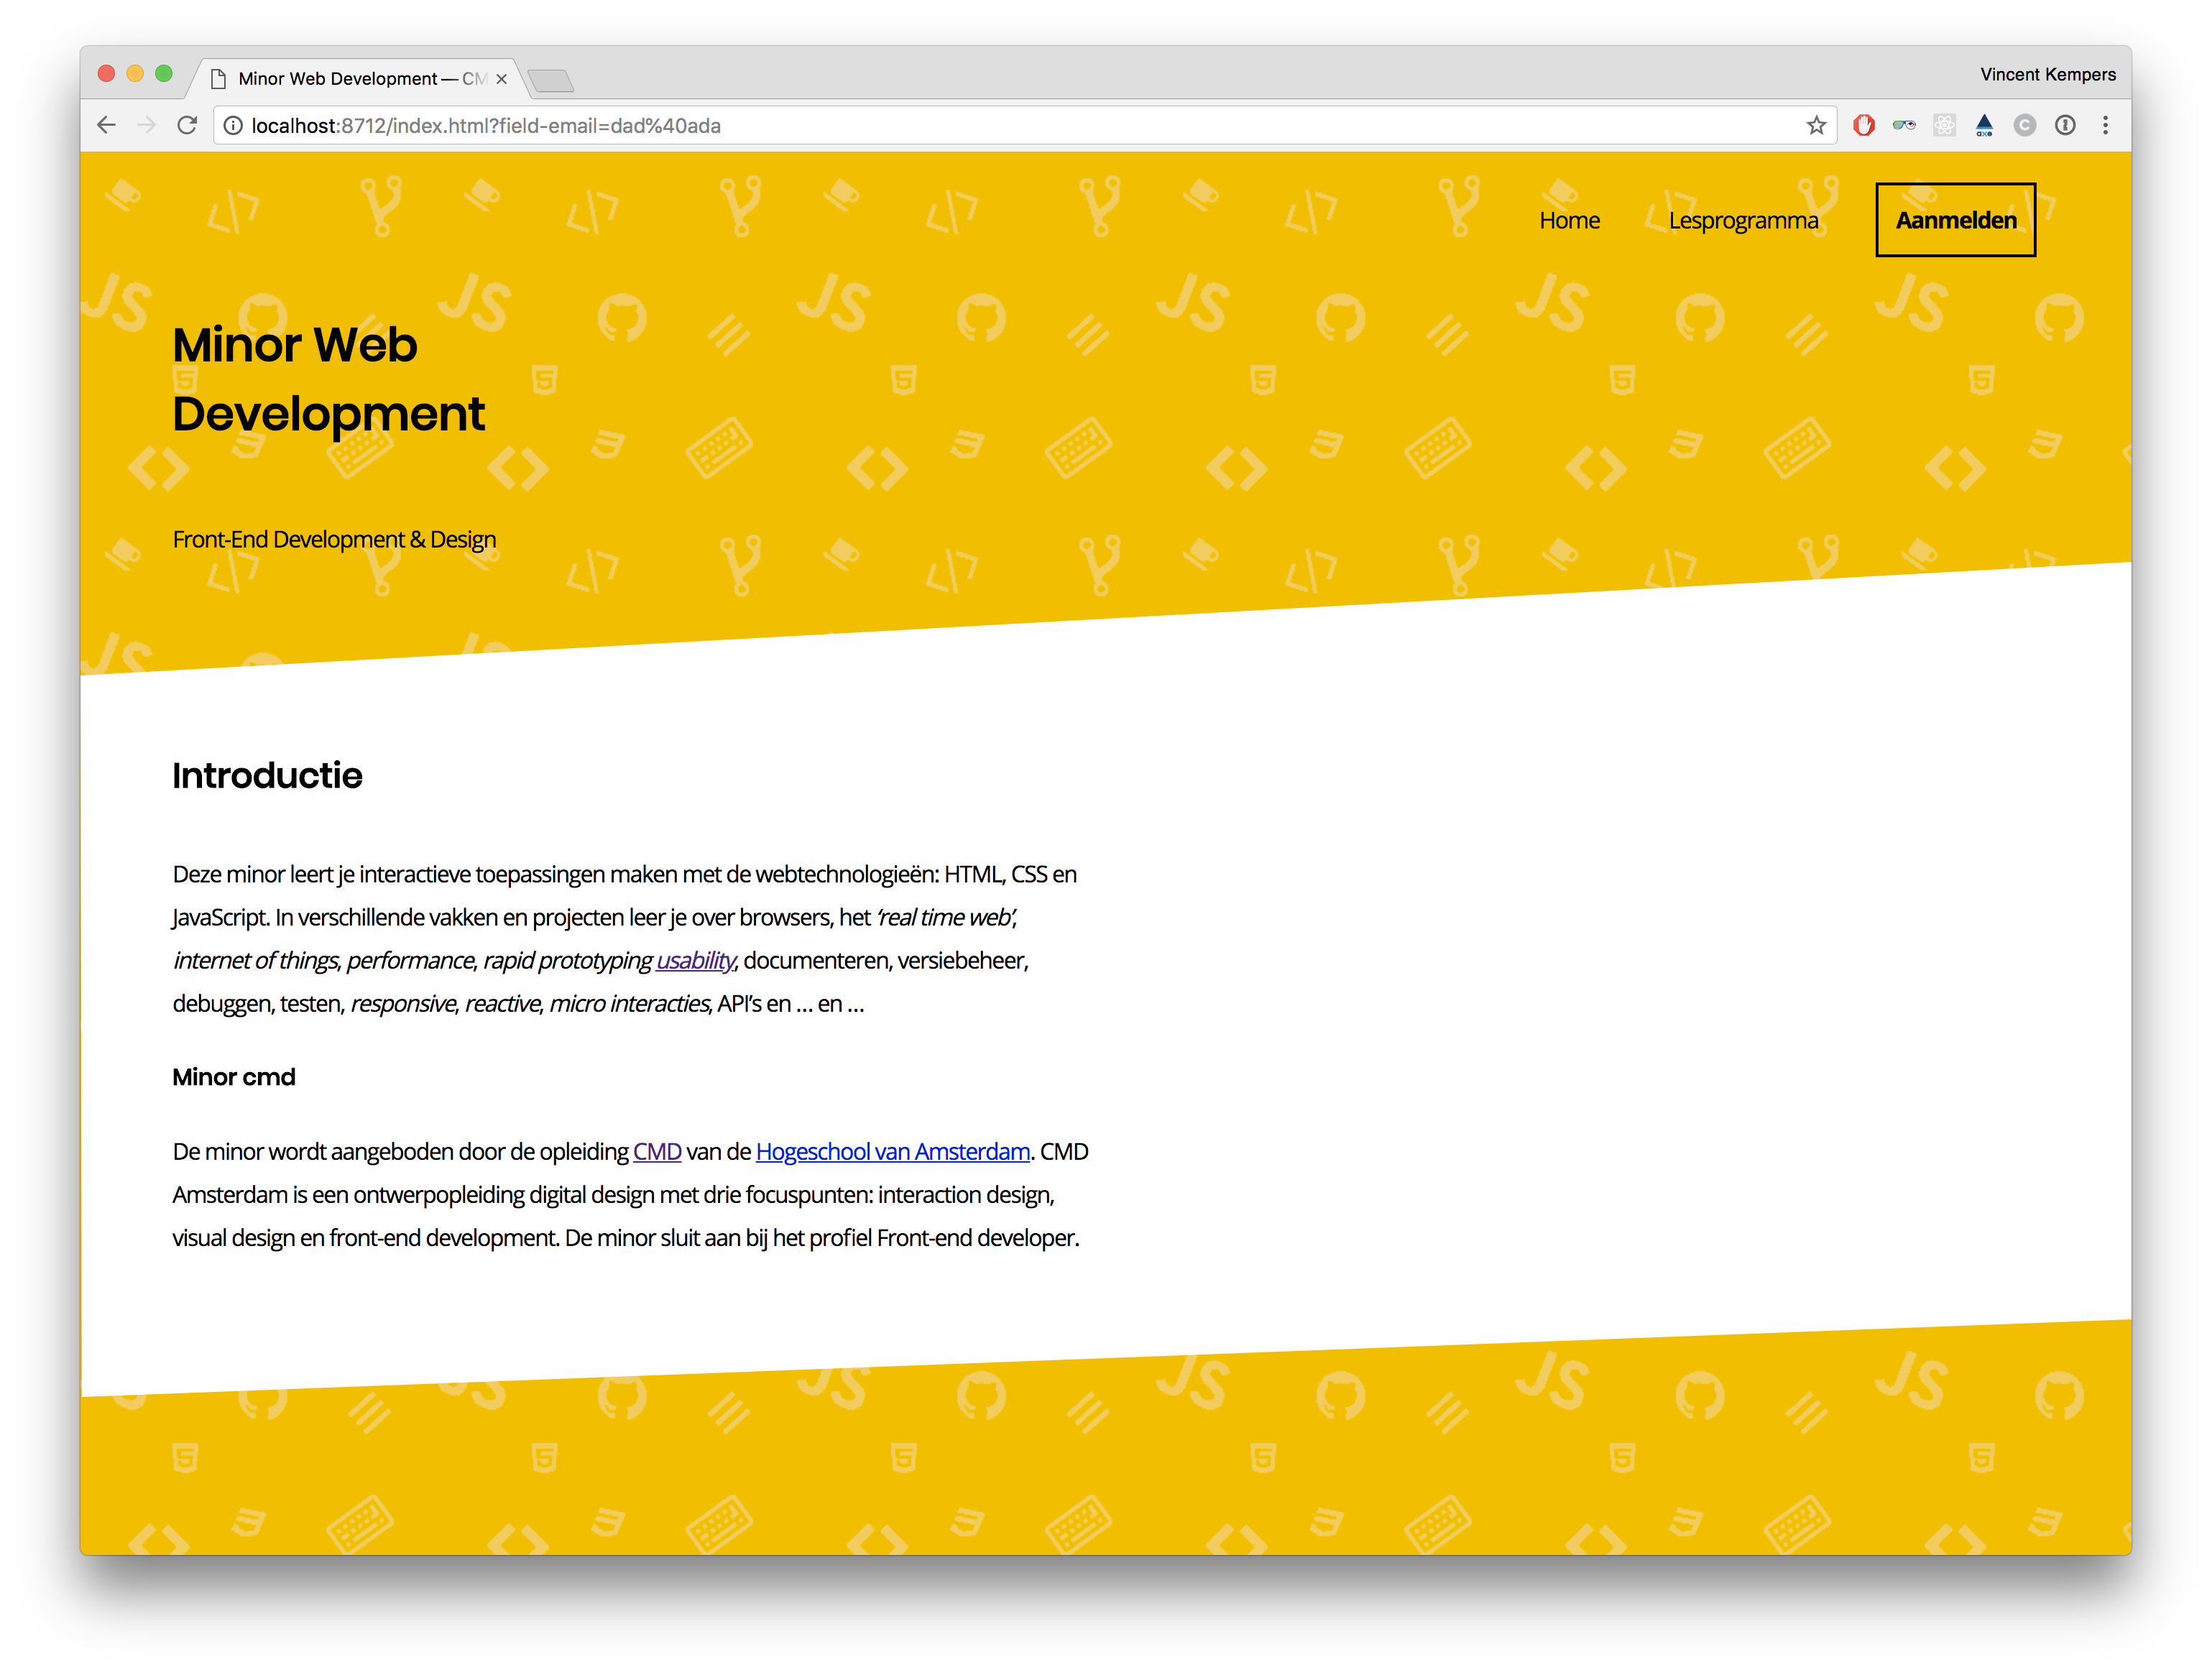 Minor Web Development — CM
Vincent Kempers
localhost:8712/index.html?field-email=dad%40ada
Home
Lesprogramma
Aanmelden
Minor Web
Development
Front-End Development & Design
Introductie
Deze minor leert je interactieve toepassingen maken met de webtechnologieën: HTML, CSS en
JavaScript. In verschillende vakken en projecten leer je over browsers, het ‘real time web’,
internet of things, performance, rapid prototyping usability, documenteren, versiebeheer,
debuggen, testen, responsive, reactive, micro interacties, API’s en … en …
Minor cmd
De minor wordt aangeboden door de opleiding CMD van de Hogeschool van Amsterdam. CMD
Amsterdam is een ontwerpopleiding digital design met drie focuspunten: interaction design,
visual design en front-end development. De minor sluit aan bij het profiel Front-end developer.